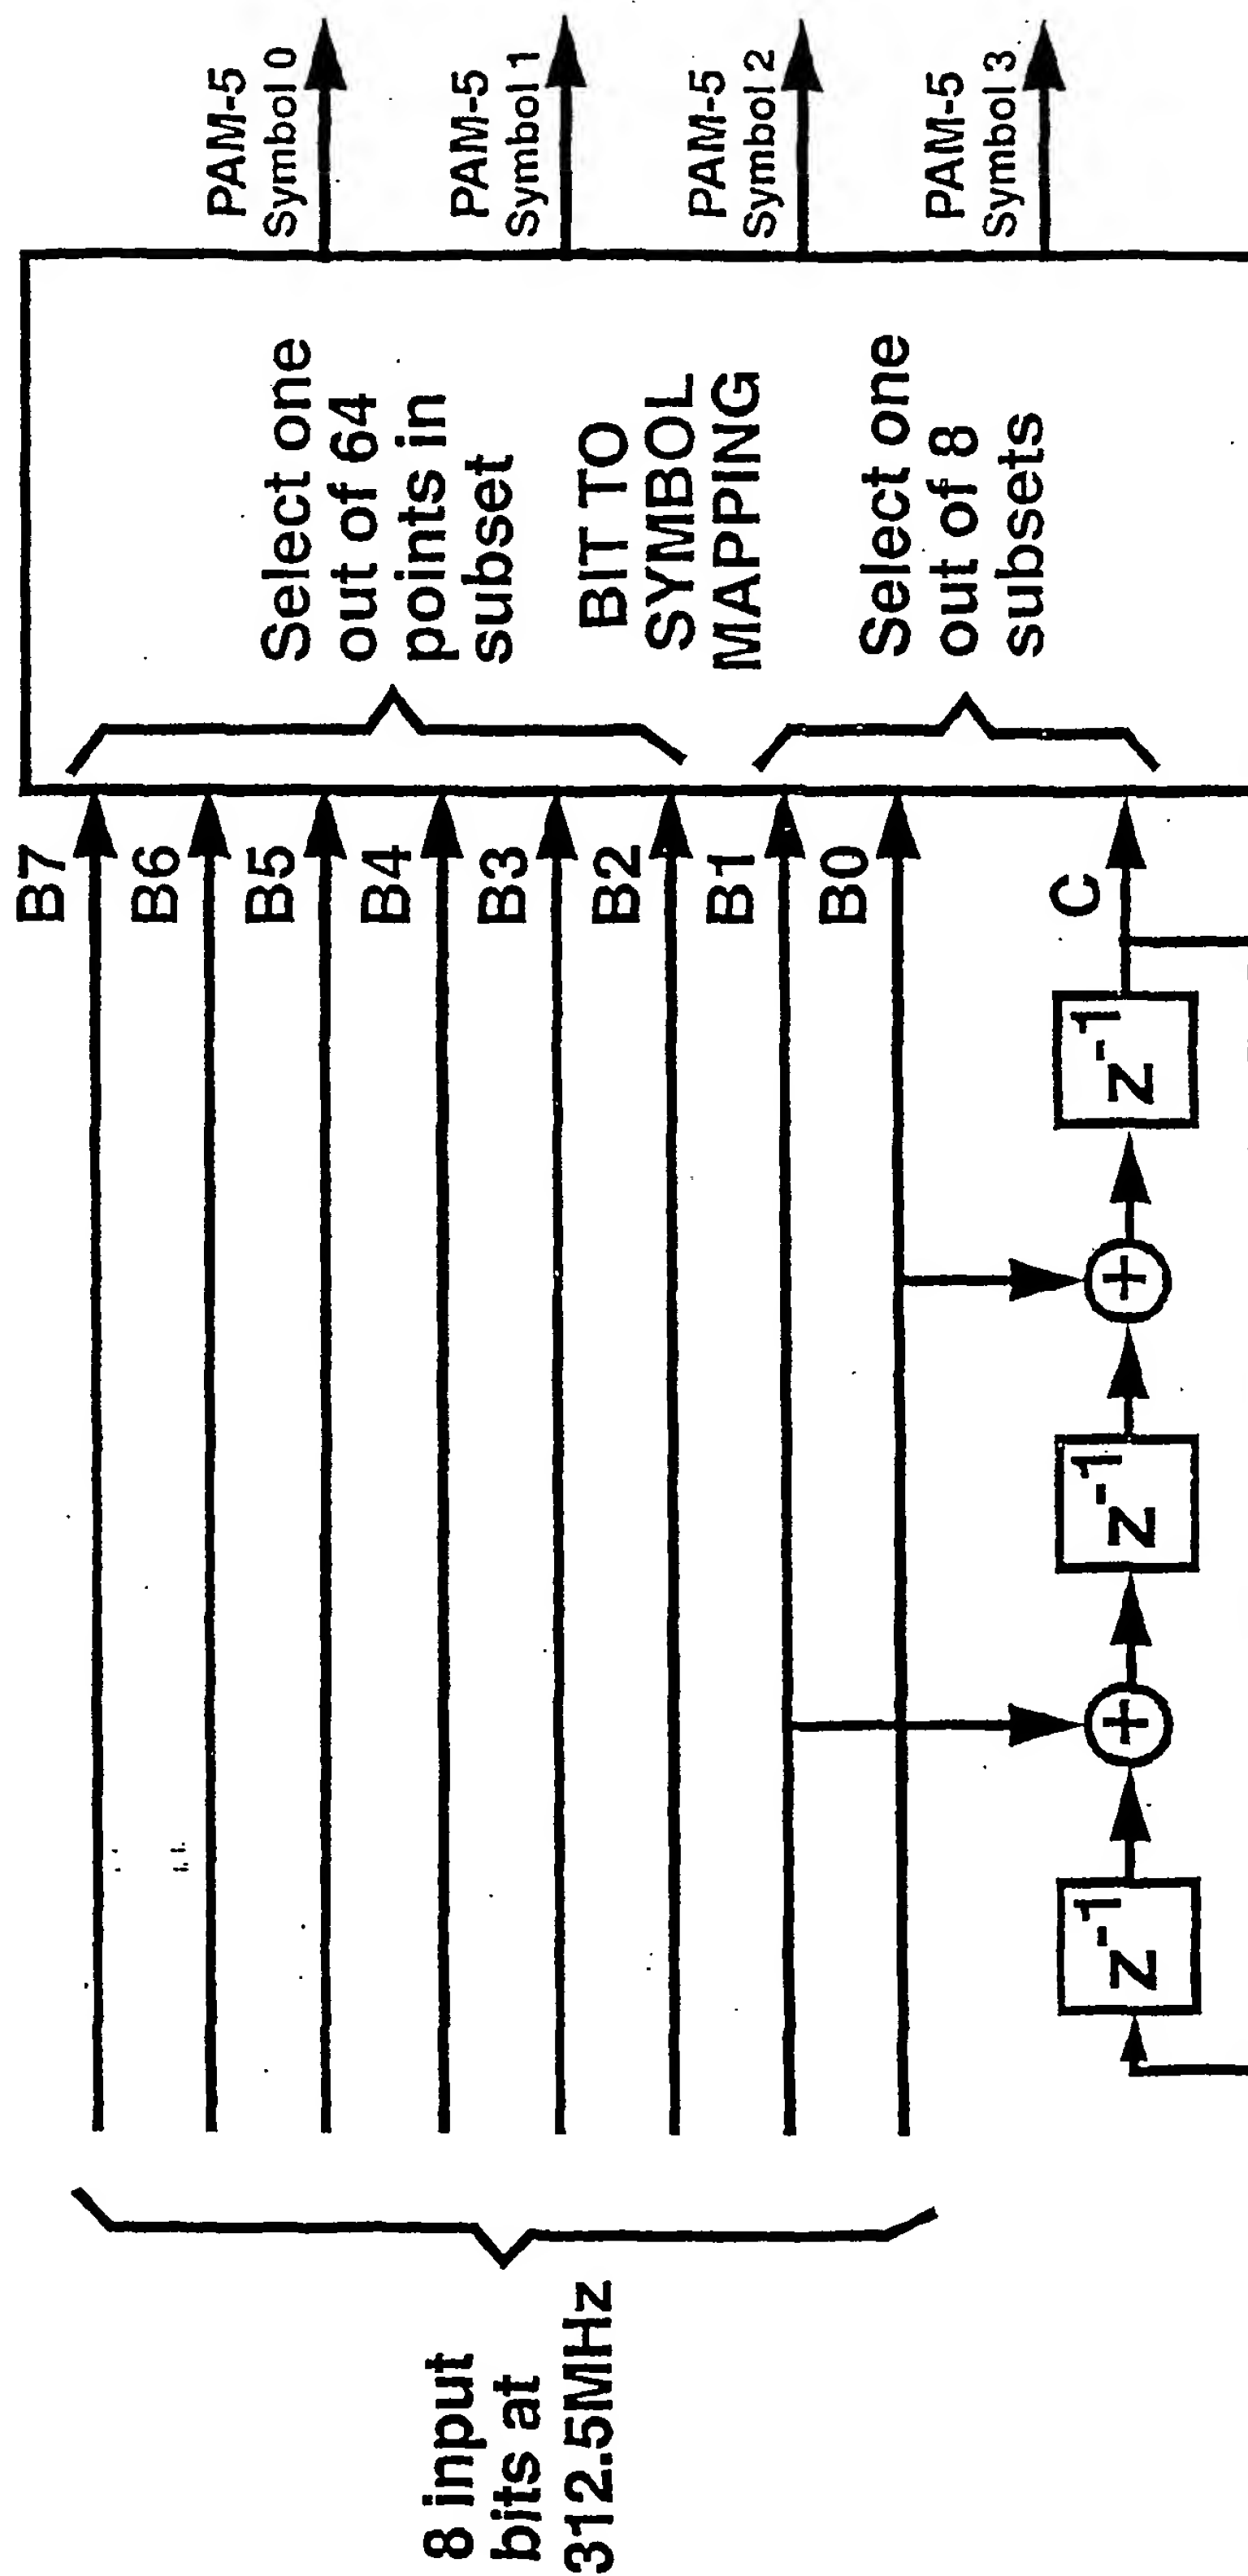 8 input
bits at
312.5MHz
B7
B6
B5
B4
B3
B2
B1
B0
C
z⁻¹
+
z⁻¹
+
z⁻¹
Select one
out of 64
points in
subset
BIT TO
SYMBOL
MAPPING
Select one
out of 8
subsets
PAM-5
Symbol 0
PAM-5
Symbol 1
PAM-5
Symbol 2
PAM-5
Symbol 3